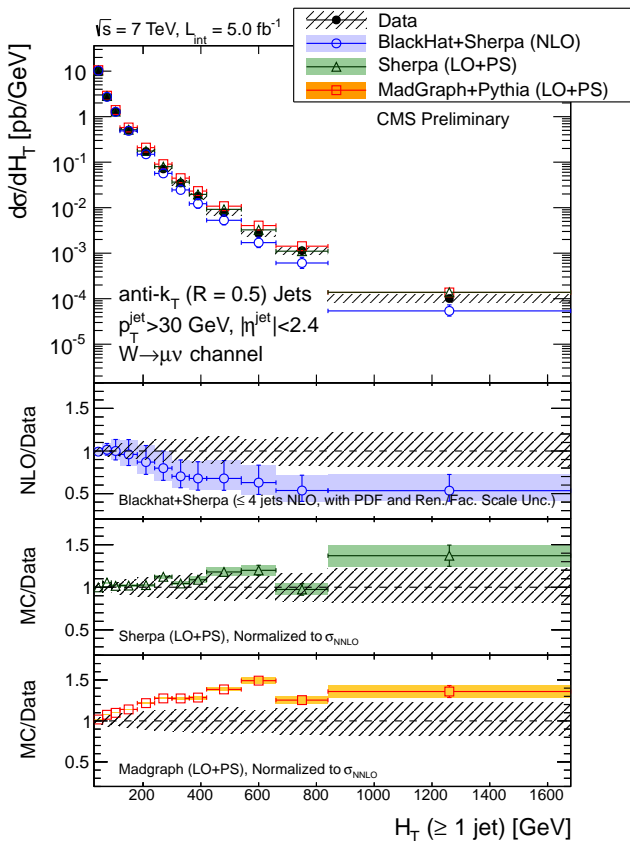 √s = 7 TeV, L_int = 5.0 fb⁻¹
Data
BlackHat+Sherpa (NLO)
Sherpa (LO+PS)
MadGraph+Pythia (LO+PS)
CMS Preliminary
dσ/dH_T [pb/GeV]
10
1
10⁻¹
10⁻²
10⁻³
10⁻⁴
10⁻⁵
anti-k_T (R = 0.5) Jets
p_T^jet>30 GeV, |η^jet|<2.4
W→μν channel
NLO/Data
1.5
1
0.5
Blackhat+Sherpa (≤ 4 jets NLO, with PDF and Ren./Fac. Scale Unc.)
MC/Data
1.5
1
0.5
Sherpa (LO+PS), Normalized to σ_NNLO
MC/Data
1.5
1
0.5
Madgraph (LO+PS), Normalized to σ_NNLO
200 400 600 800 1000 1200 1400 1600
H_T (≥ 1 jet) [GeV]